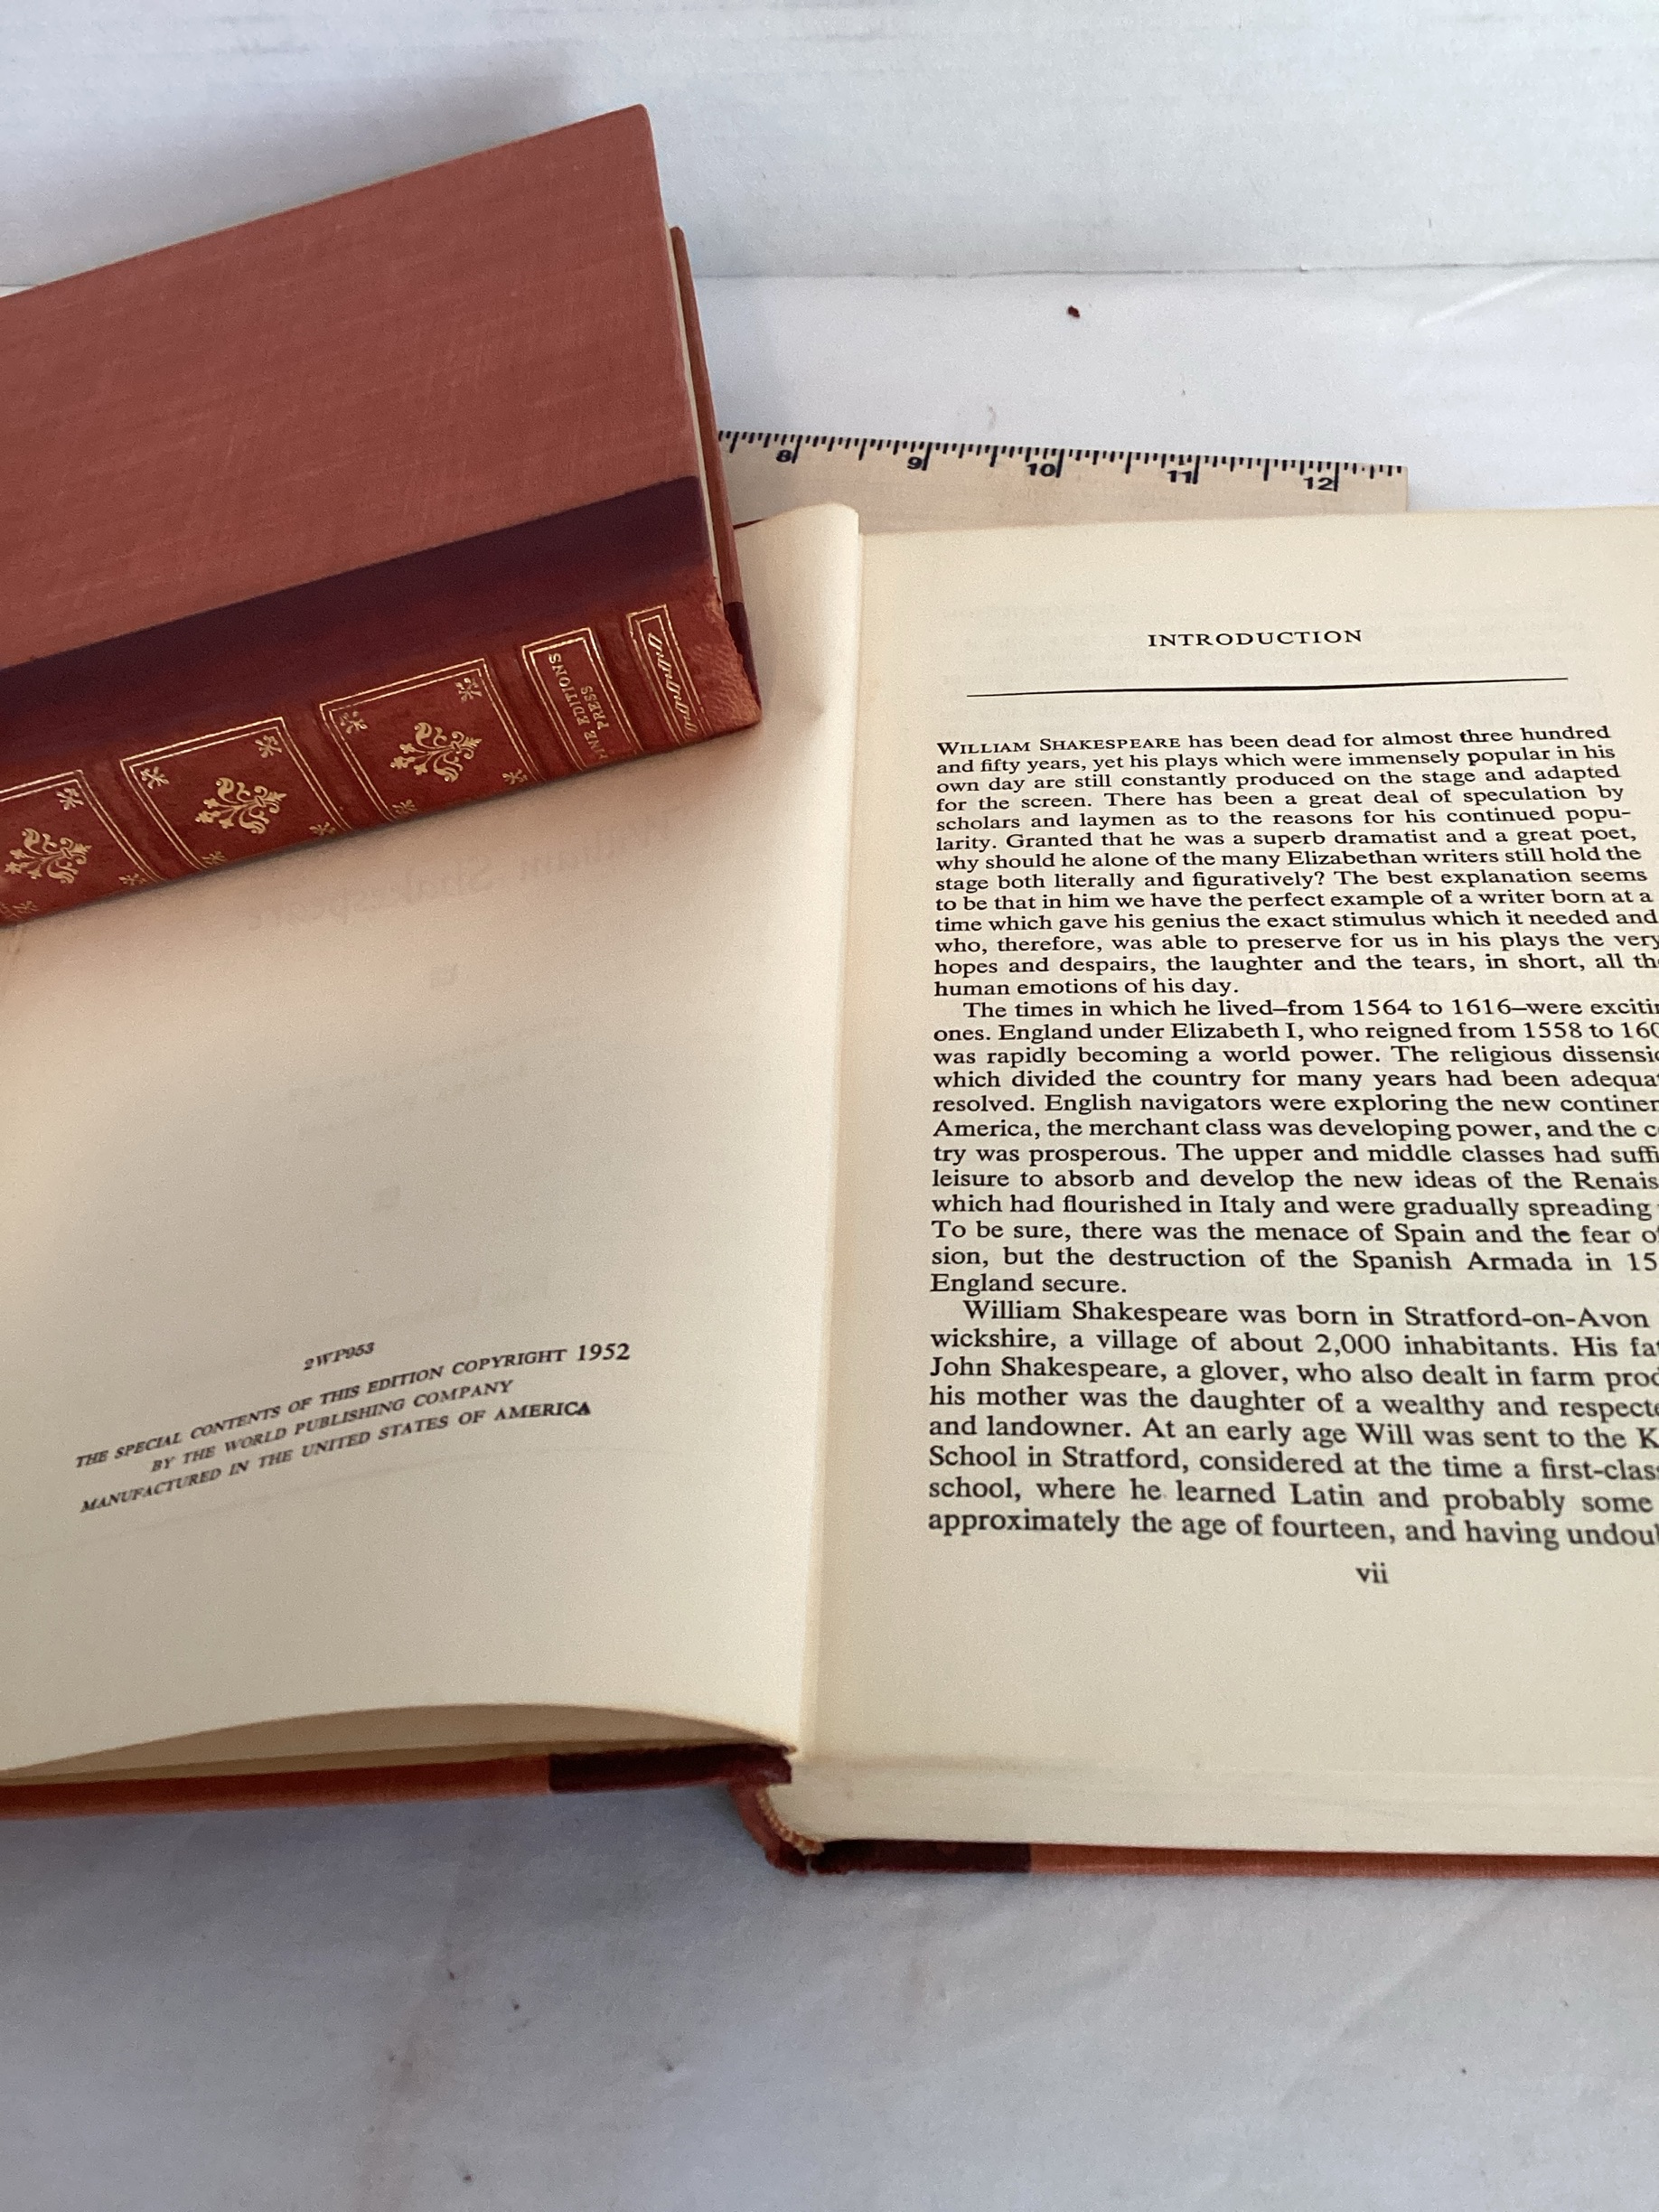 8 9 10 11 12
EDITIONS
PRESS
2WP953
THE SPECIAL CONTENTS OF THIS EDITION COPYRIGHT 1952
BY THE WORLD PUBLISHING COMPANY
MANUFACTURED IN THE UNITED STATES OF AMERICA
INTRODUCTION
WILLIAM SHAKESPEARE has been dead for almost three hundred
and fifty years, yet his plays which were immensely popular in his
own day are still constantly produced on the stage and adapted
for the screen. There has been a great deal of speculation by
scholars and laymen as to the reasons for his continued popu-
larity. Granted that he was a superb dramatist and a great poet,
why should he alone of the many Elizabethan writers still hold the
stage both literally and figuratively? The best explanation seems
to be that in him we have the perfect example of a writer born at a
time which gave his genius the exact stimulus which it needed and
who, therefore, was able to preserve for us in his plays the very
hopes and despairs, the laughter and the tears, in short, all
human emotions of his day.
The times in which he lived–from 1564 to 1616–were
ones. England under Elizabeth I, who reigned from 1558 to
was rapidly becoming a world power. The religious
which divided the country for many years had been
resolved. English navigators were exploring the new
America, the merchant class was developing power, and the
try was prosperous. The upper and middle classes had
leisure to absorb and develop the new ideas of the
which had flourished in Italy and were gradually spreading
To be sure, there was the menace of Spain and the fear
sion, but the destruction of the Spanish Armada in
England secure.
William Shakespeare was born in Stratford-on-Avon
wickshire, a village of about 2,000 inhabitants. His
John Shakespeare, a glover, who also dealt in farm
his mother was the daughter of a wealthy and
and landowner. At an early age Will was sent to the
School in Stratford, considered at the time a
school, where he learned Latin and probably some
approximately the age of fourteen, and having
vii